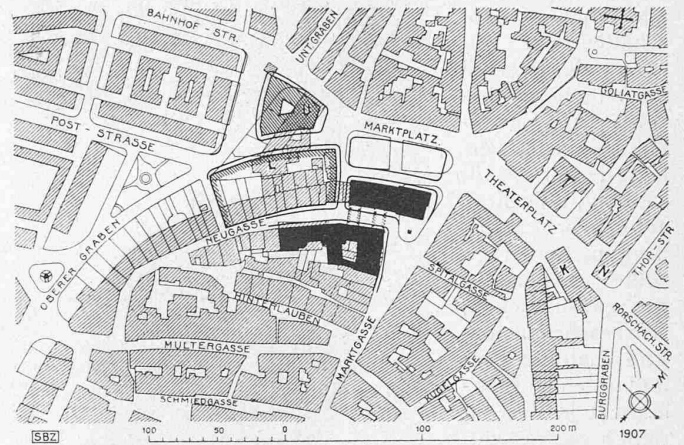 BAHNHOF-STR.
UNT. GRABEN
GOLIATGASSE
POST-STRASSE
MARKTPLATZ.
L
THEATERPLATZ
T
NEUGASSE
OBERER GRABEN
THOR-STR
SPITALGASSE
K
N
HINTERLAUBEN
RORSCHACH STR.
MULTERGASSE
MARKTGASSE
KUGELGASSE
BURGGRABEN
N
SCHMIEDGASSE
SBZ
100 50 0 100 200 m
1907